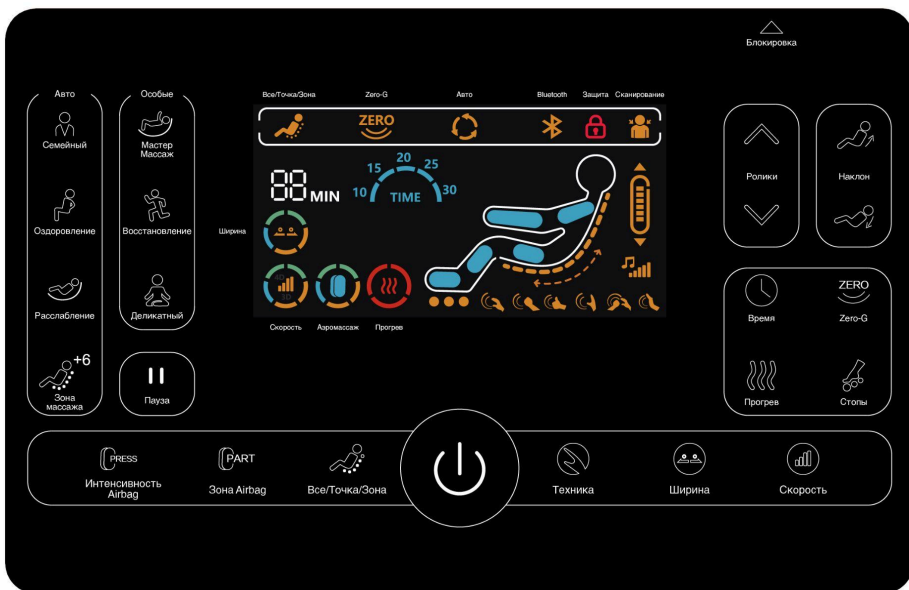 Блокировка
Авто
Особые
Семейный
Мастер
Массаж
Оздоровление
Восстановление
Расслабление
Деликатный
+6
Зона
массажа
Пауза
Все/Точка/Зона
Zero-G
Авто
Bluetooth
Защита
Сканирование
ZERO
88 MIN
10
15
20
25
30
TIME
Ширина
4D
3D
Скорость
Аэромассаж
Прогрев
Ролики
Наклон
Время
ZERO
Zero-G
Прогрев
Стопы
PRESS
Интенсивность
Airbag
PART
Зона Airbag
Все/Точка/Зона
Техника
Ширина
Скорость